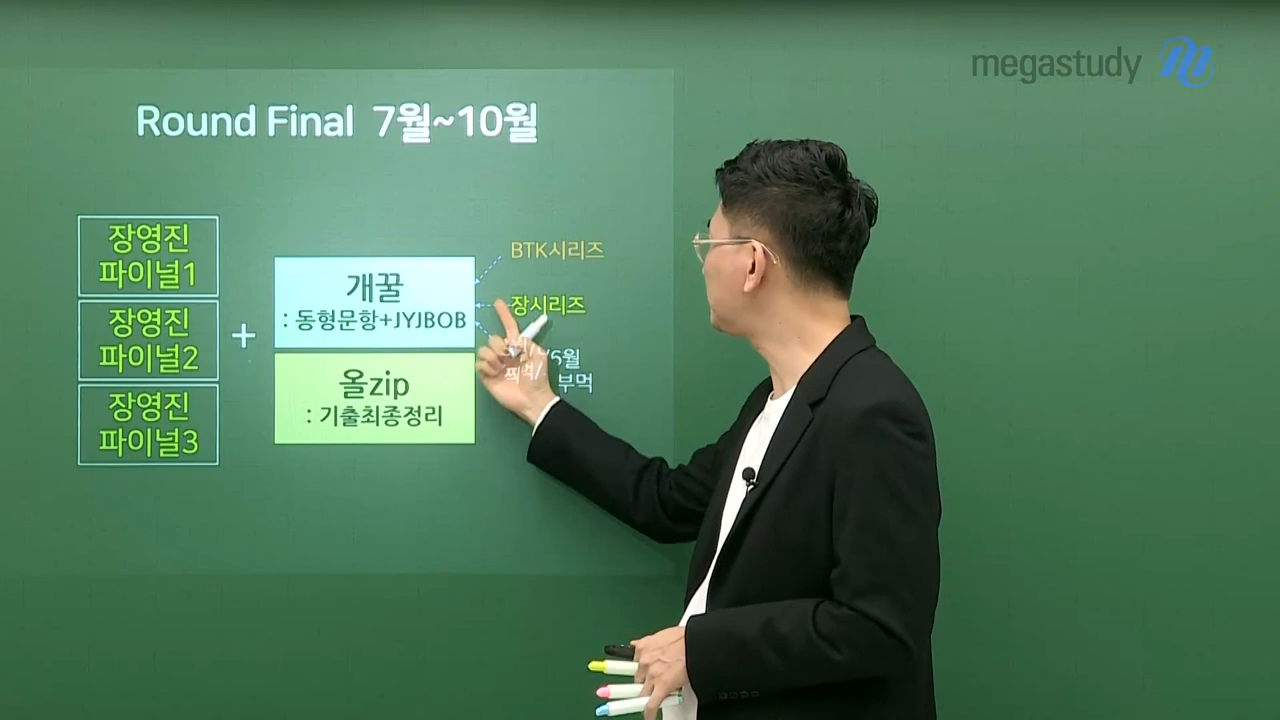 megastudy
Round Final 7월~10월
장영진
파이널1
장영진
파이널2
장영진
파이널3
+
개꿀
: 동형문항+JYJBOB
올zip
: 기출최종정리
BTK시리즈
장시리즈
6월
부먹